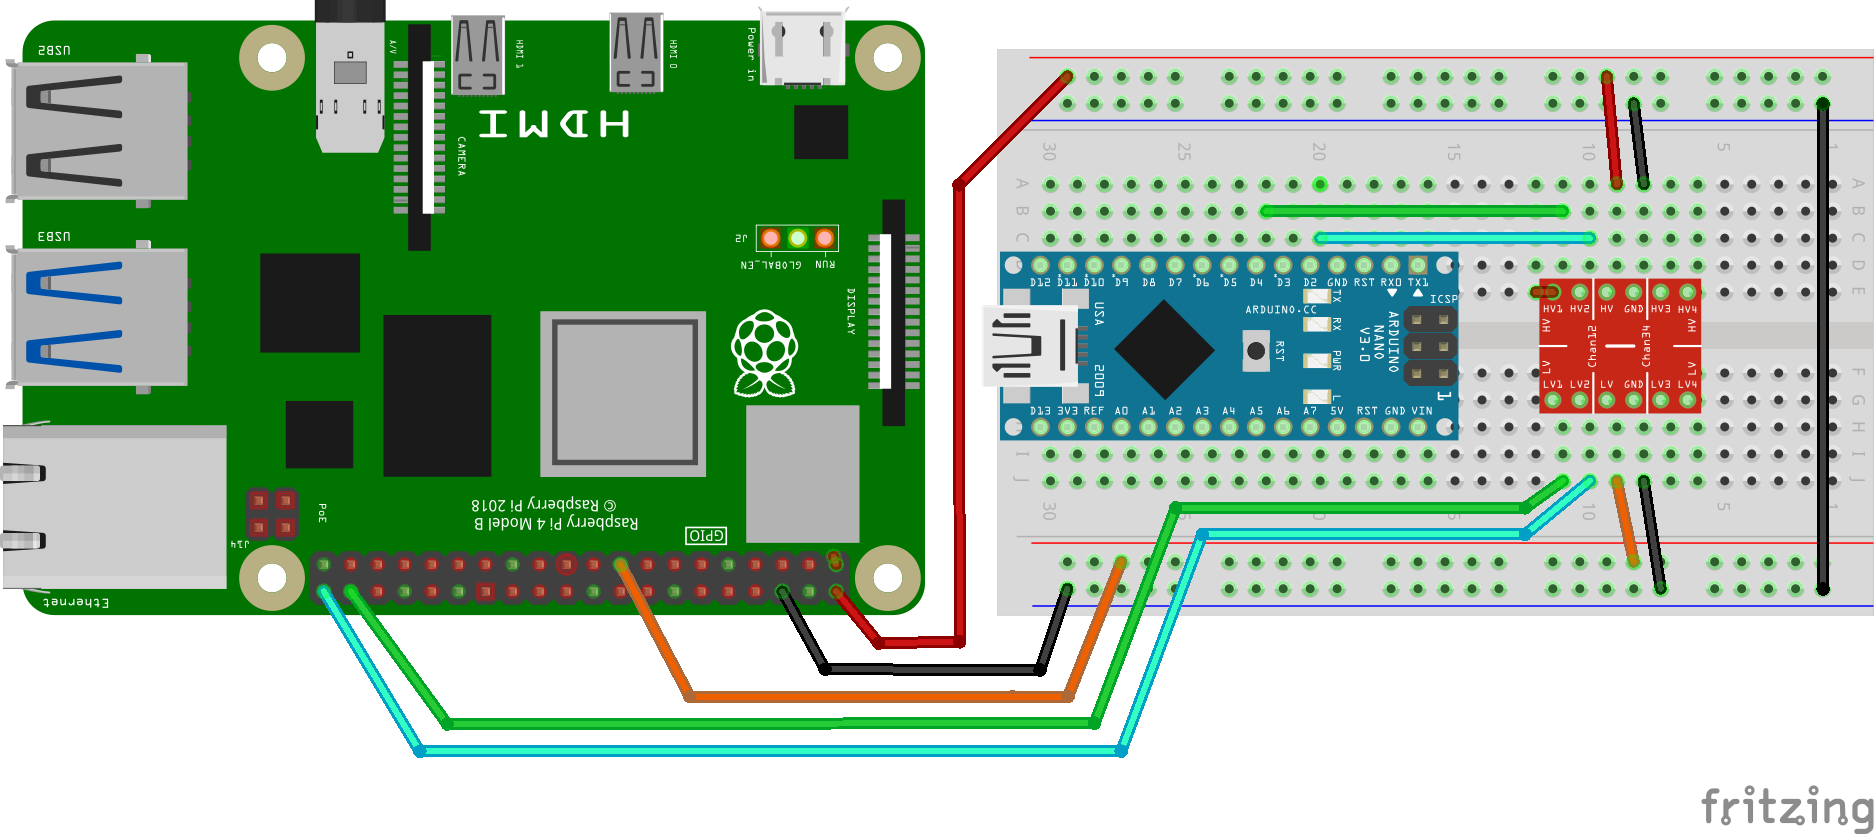 USB2
A/V
HDMI 1
HDMI 0
Power in
HDMI
CAMERA
USB3
J2
GLOBAL_EN
RUN
DISPLAY
© Raspberry Pi 2018
Raspberry Pi 4 Model B
GPIO
PoE
J14
Ethernet
30 25 20 15 10 5 1
A A
B B
C C
D
E E
D12 D11 D10 D9 D8 D7 D6 D5 D4 D3 D2 GND RST RX0 TX1
USA
2009
ARDUINO.CC
TX
RX
PWR
L
RST
ARDUINO
NANO
V3.0
ICSP
1
D13 3V3 REF A0 A1 A2 A3 A4 A5 A6 A7 5V RST GND VIN
HV1 HV2 HV GND HV3 HV4
HV HV
Chan12 Chan34
LV LV
LV1 LV2 LV GND LV3 LV4
F F
G G
H H
I I
J J
30 20 10 5 1
fritzing